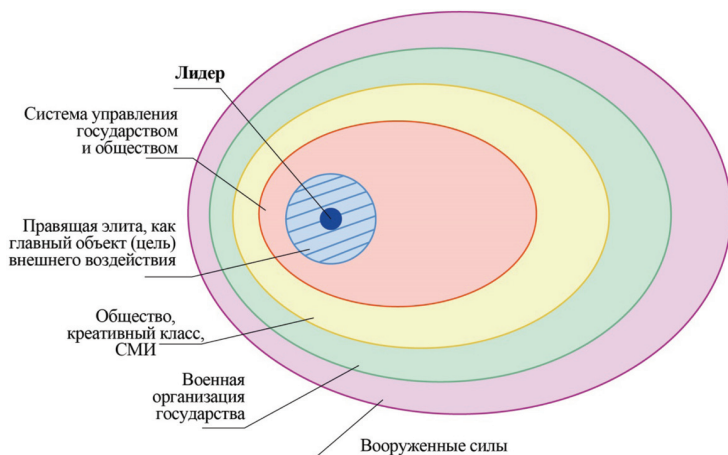 Лидер
Система управления
государством
и обществом
Правящая элита, как
главный объект (цель)
внешнего воздействия
Общество,
креативный класс,
СМИ
Военная
организация
государства
Вооруженные силы